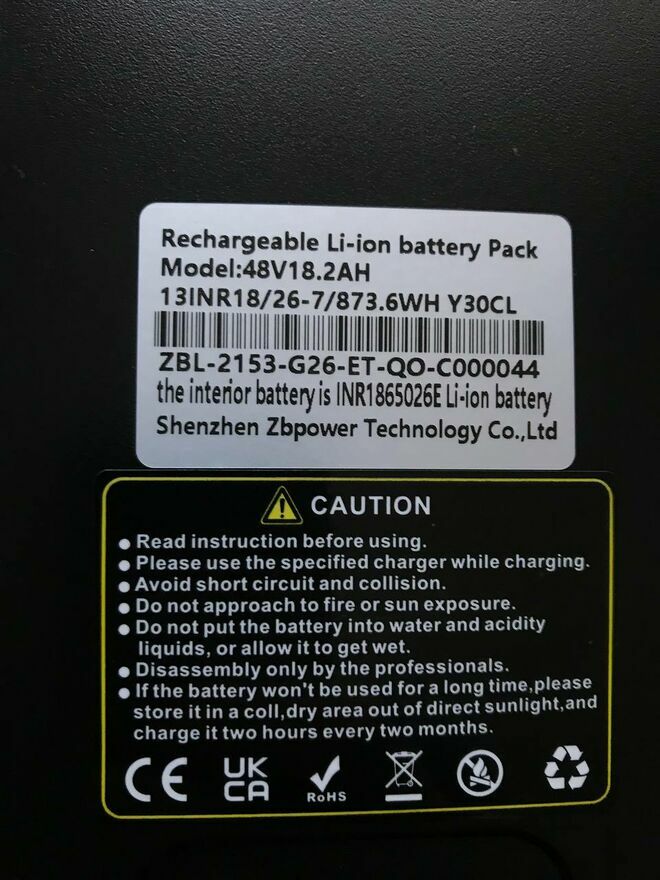 Rechargeable Li-ion battery Pack
Model:48V18.2AH
13INR18/26-7/873.6WH Y30CL
ZBL-2153-G26-ET-QO-C000044
the interior battery is INR1865026E Li-ion battery
Shenzhen Zbpower Technology Co.,Ltd
CAUTION
● Read instruction before using.
● Please use the specified charger while charging.
● Avoid short circuit and collision.
● Do not approach to fire or sun exposure.
● Do not put the battery into water and acidity
liquids, or allow it to get wet.
● Disassembly only by the professionals.
● If the battery won't be used for a long time,please
store it in a coll,dry area out of direct sunlight,and
charge it two hours every two months.
CE UK CA RoHS